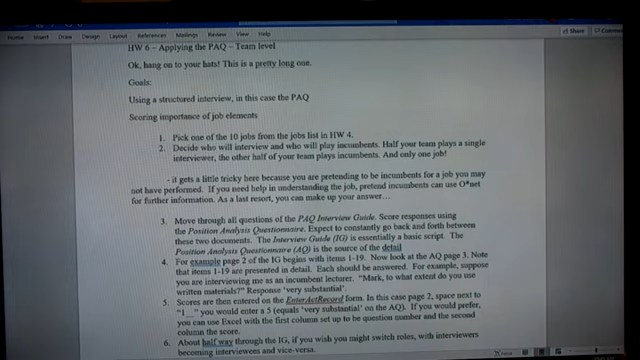 Home Insert Draw Design Layout References Mailings Review View Help
Share
HW 6 – Applying the PAQ – Team level
Ok, hang on to your hats! This is a pretty long one.
Goals:
Using a structured interview, in this case the PAQ
Scoring importance of job elements
1. Pick one of the 10 jobs from the jobs list in HW 4.
2. Decide who will interview and who will play incumbents. Half your team plays a single
interviewer, the other half of your team plays incumbents. And only one job!
- it gets a little tricky here because you are pretending to be incumbents for a job you may
not have performed. If you need help in understanding the job, pretend incumbents can use O*net
for further information. As a last resort, you can make up your answer…
3. Move through all questions of the PAQ Interview Guide. Score responses using
the Position Analysis Questionnaire. Expect to constantly go back and forth between
these two documents. The Interview Guide (IG) is essentially a basic script. The
Position Analysis Questionnaire (AQ) is the source of the detail
4. For example page 2 of the IG begins with items 1-19. Now look at the AQ page 3. Note
that items 1-19 are presented in detail. Each should be answered. For example, suppose
you are interviewing me as an incumbent lecturer. "Mark, to what extent do you use
written materials?" Response 'very substantial'.
5. Scores are then entered on the EnterActRecord form. In this case page 2, space next to
"1__" you would enter a 5 (equals 'very substantial' on the AQ). If you would prefer,
you can use Excel with the first column set up to be question number and the second
column the score.
6. About half way through the IG, if you wish you might switch roles, with interviewers
becoming interviewees and vice-versa.